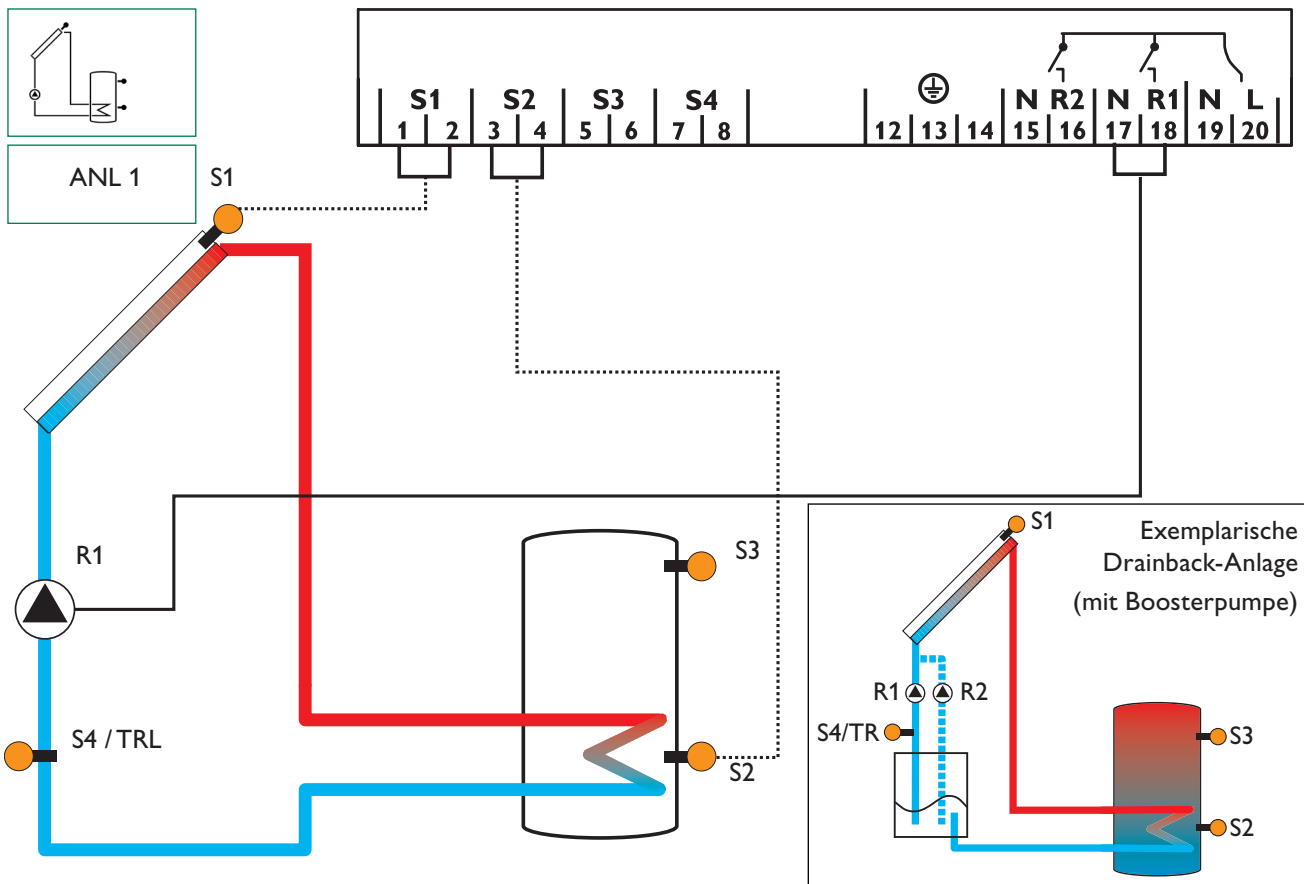 S1 S2 S3 S4 N R2 N R1 N L
1 2 3 4 5 6 7 8 12 13 14 15 16 17 18 19 20
ANL 1
S1
R1
S3
S4 / TRL
S2
S1
Exemplarische
Drainback-Anlage
(mit Boosterpumpe)
R1 R2
S4/TR
S3
S2